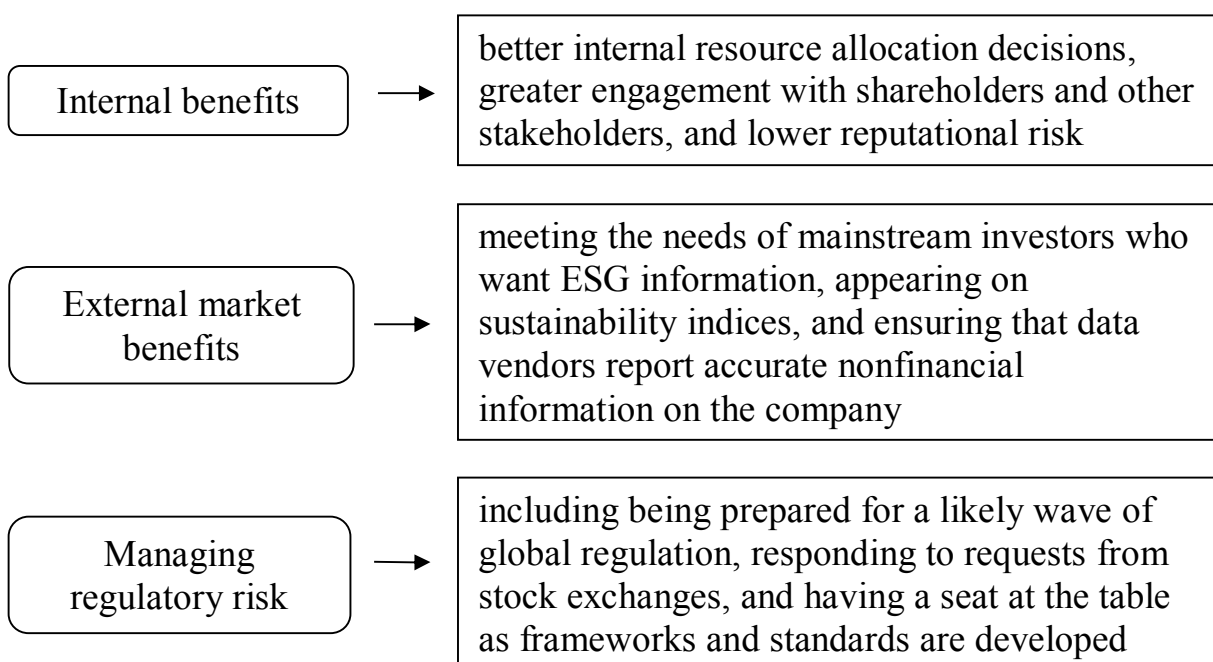 Internal benefits
better internal resource allocation decisions,
greater engagement with shareholders and other
stakeholders, and lower reputational risk
External market
benefits
meeting the needs of mainstream investors who
want ESG information, appearing on
sustainability indices, and ensuring that data
vendors report accurate nonfinancial
information on the company
Managing
regulatory risk
including being prepared for a likely wave of
global regulation, responding to requests from
stock exchanges, and having a seat at the table
as frameworks and standards are developed